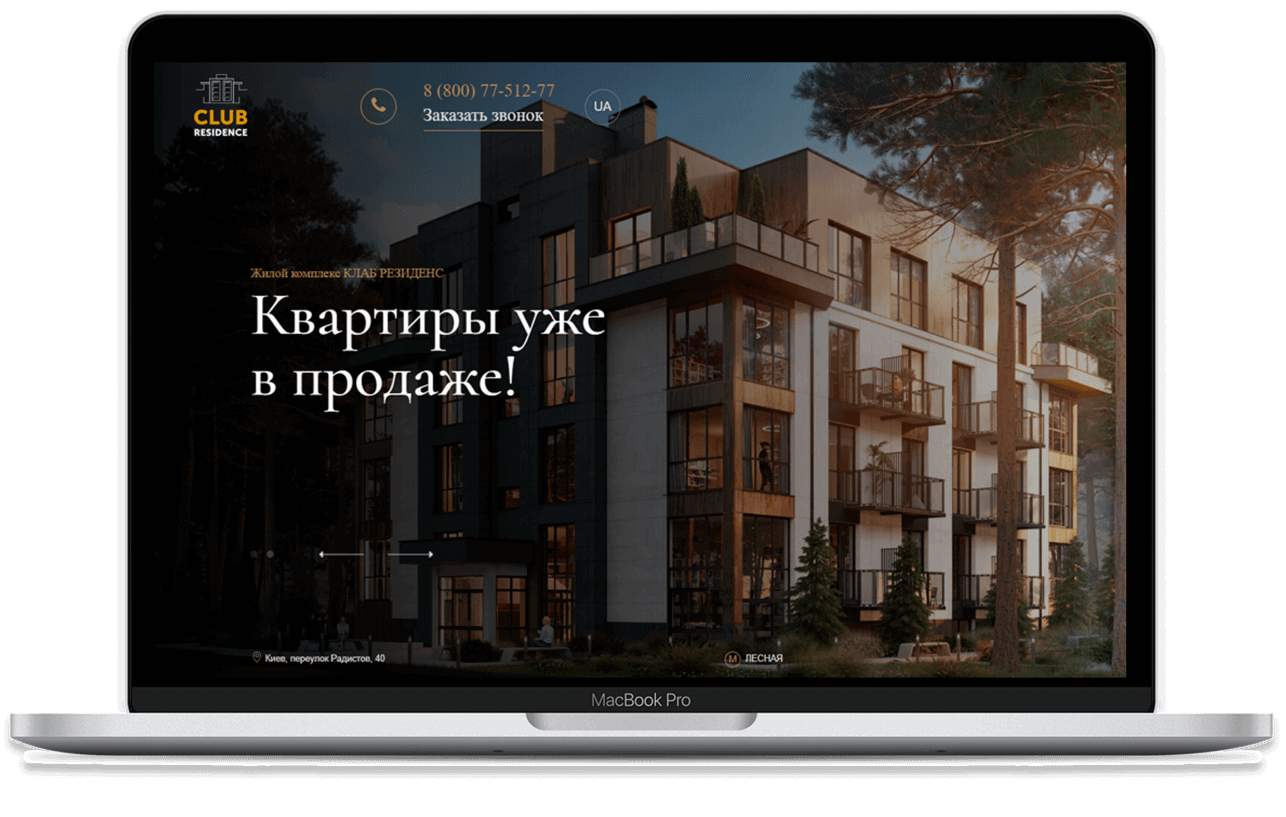 CLUB
RESIDENCE
8 (800) 77-512-77
Заказать звонок
UA
Жилой комплекс КЛАБ РЕЗИДЕНС
Квартиры уже
в продаже!
Киев, переулок Радистов, 40
М ЛЕСНАЯ
MacBook Pro